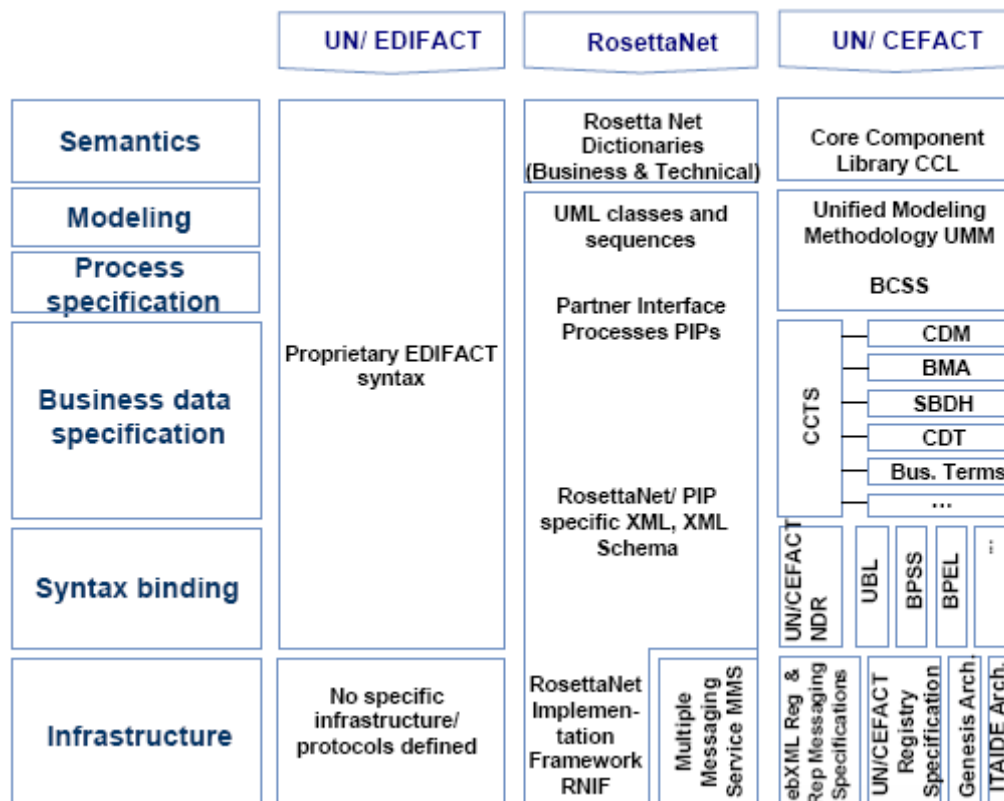 UN/ EDIFACT
RosettaNet
UN/ CEFACT
Semantics
Rosetta Net
Dictionaries
(Business & Technical)
Core Component
Library CCL
Modeling
UML classes and
sequences
Unified Modeling
Methodology UMM
Process
specification
Partner Interface
Processes PIPs
BCSS
Proprietary EDIFACT
syntax
Business data
specification
RosettaNet/ PIP
specific XML, XML
Schema
CCTS
CDM
BMA
SBDH
CDT
Bus. Terms
...
Syntax binding
UN/CEFACT
NDR
UBL
BPSS
BPEL
...
Infrastructure
No specific
infrastructure/
protocols defined
RosettaNet
Implemen-
tation
Framework
RNIF
Multiple
Messaging
Service MMS
ebXML Reg &
Rep Messaging
Specifications
UN/CEFACT
Registry
Specification
Genesis Arch.
ITAIDE Arch.